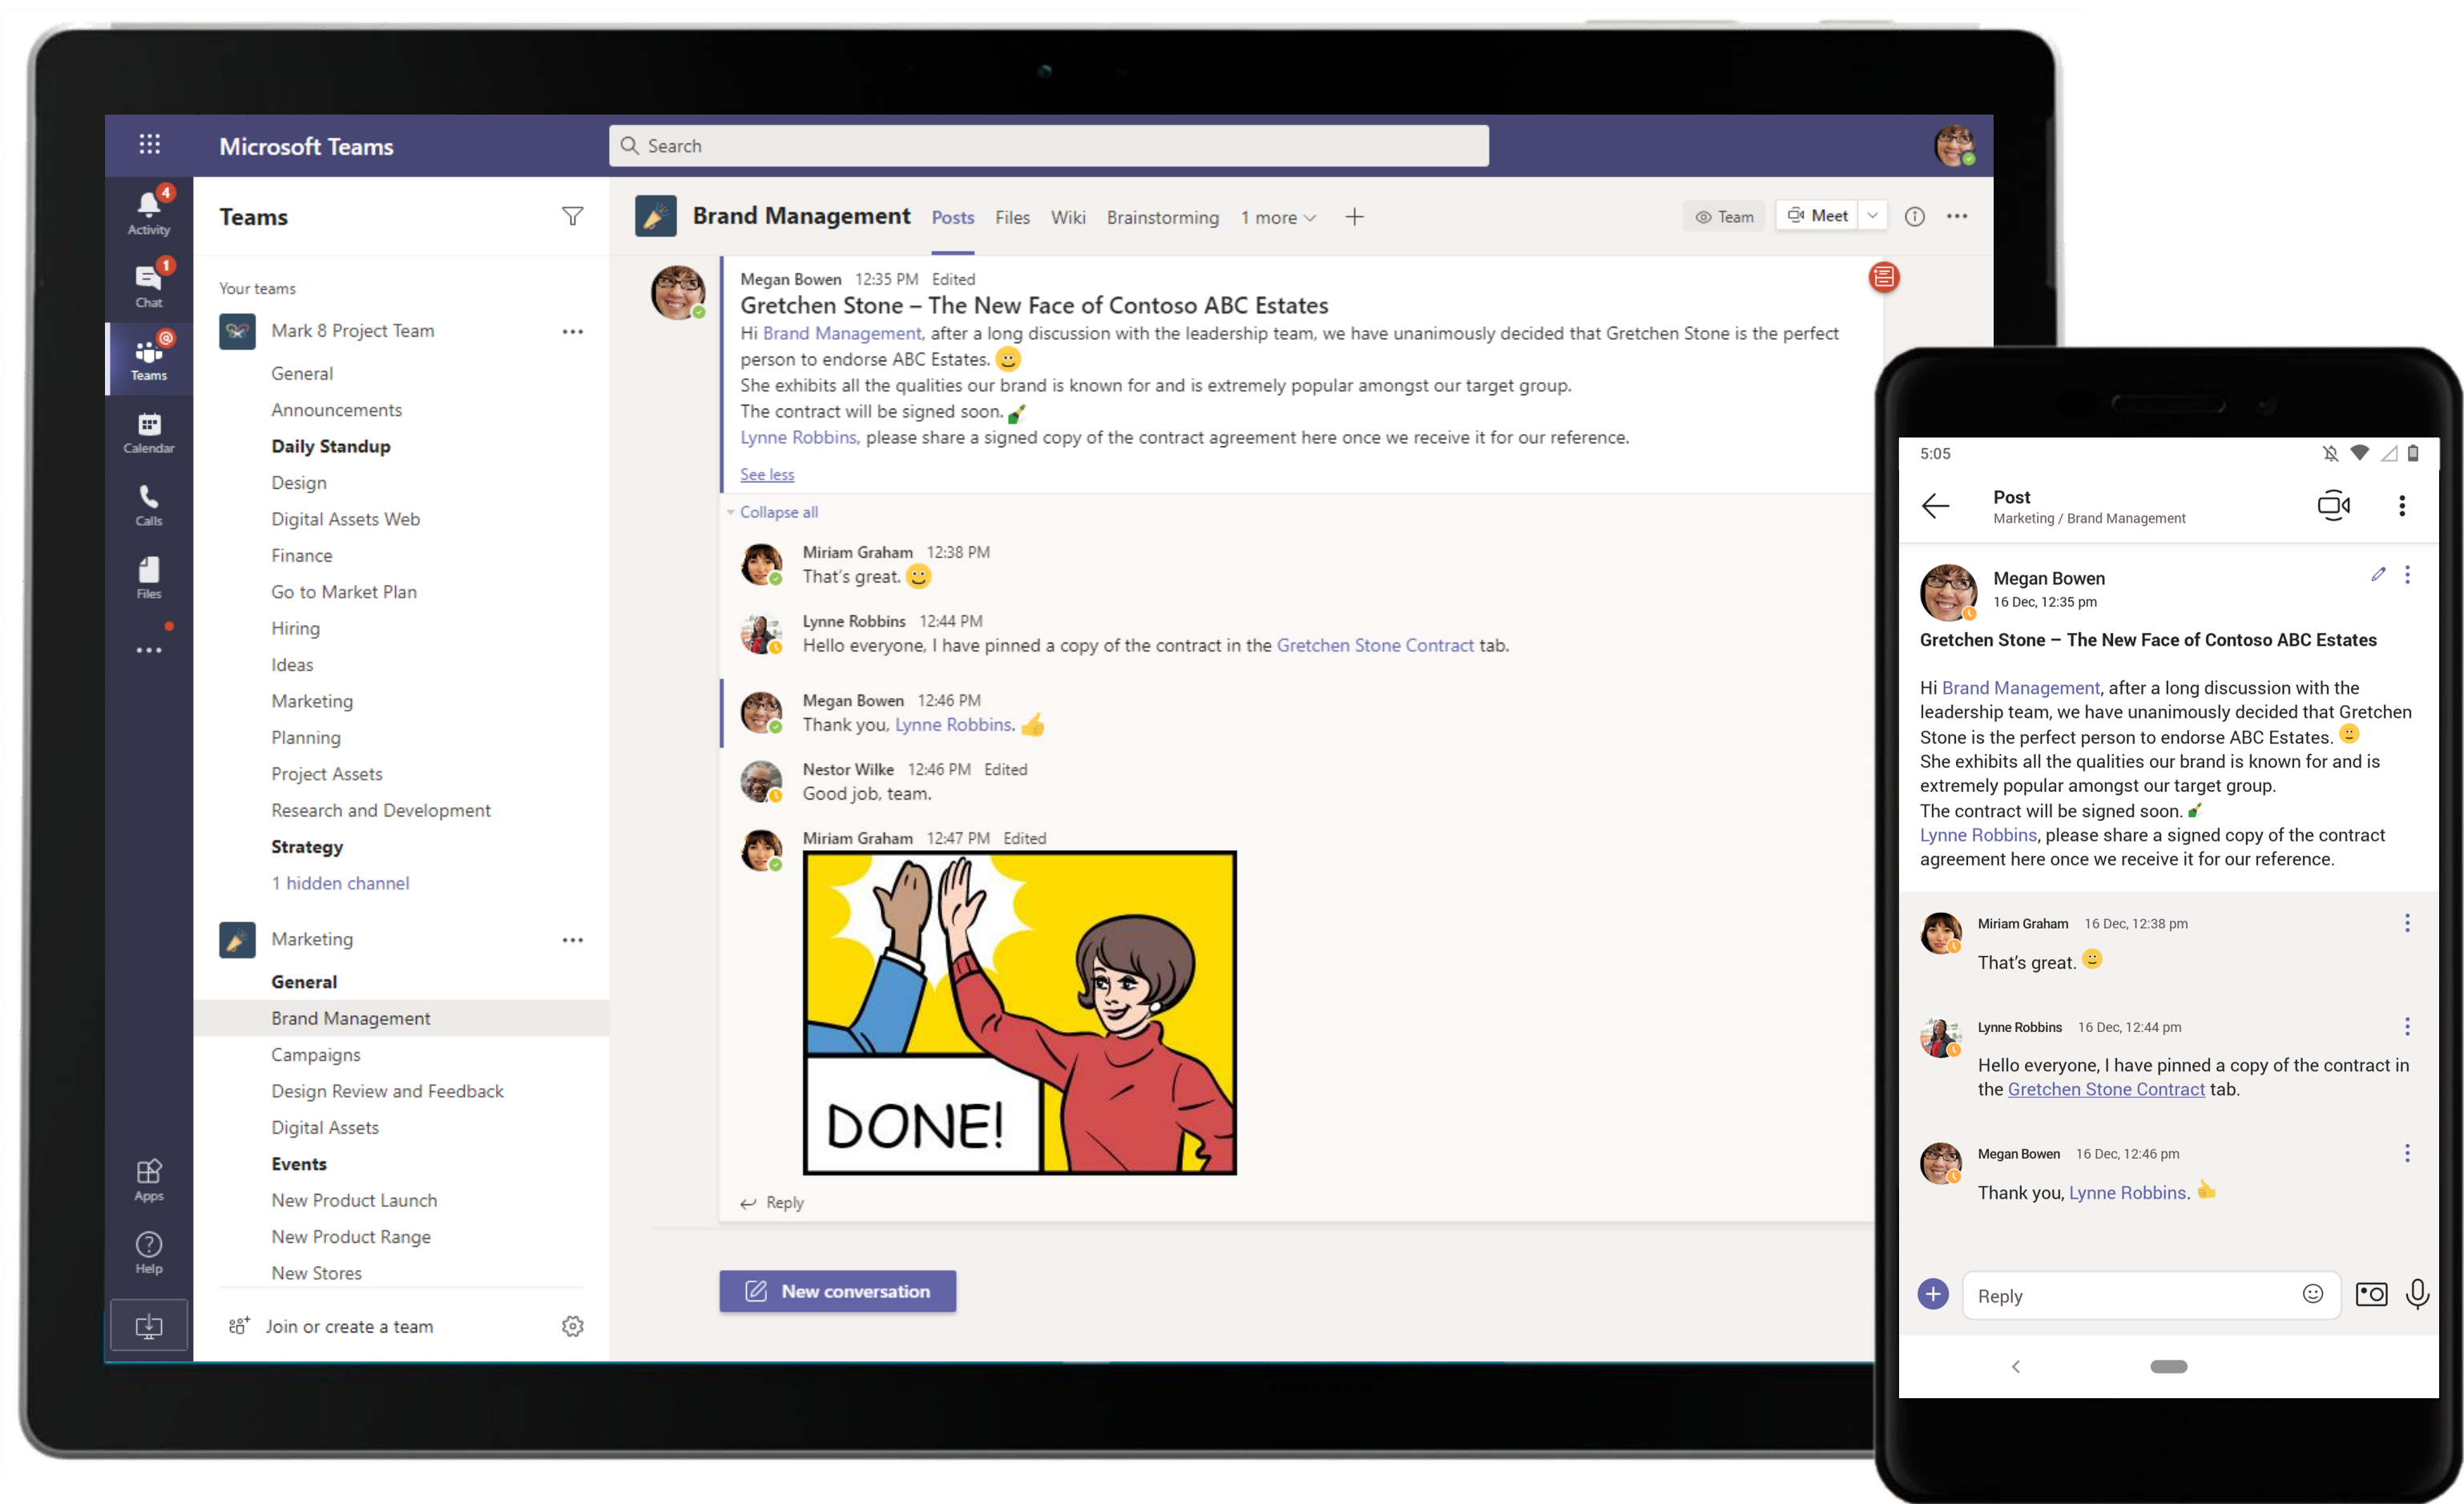 Microsoft Teams
Search
4
Activity
1
Chat
@
Teams
Calendar
Calls
Files
Apps
Help
Teams
Your teams
Mark 8 Project Team
General
Announcements
Daily Standup
Design
Digital Assets Web
Finance
Go to Market Plan
Hiring
Ideas
Marketing
Planning
Project Assets
Research and Development
Strategy
1 hidden channel
Marketing
General
Brand Management
Campaigns
Design Review and Feedback
Digital Assets
Events
New Product Launch
New Product Range
New Stores
Join or create a team
Brand Management Posts Files Wiki Brainstorming 1 more
Team Meet
Megan Bowen 12:35 PM Edited
Gretchen Stone – The New Face of Contoso ABC Estates
Hi Brand Management, after a long discussion with the leadership team, we have unanimously decided that Gretchen Stone is the perfect
person to endorse ABC Estates. 🙂
She exhibits all the qualities our brand is known for and is extremely popular amongst our target group.
The contract will be signed soon. 🍾
Lynne Robbins, please share a signed copy of the contract agreement here once we receive it for our reference.
See less
Collapse all
Miriam Graham 12:38 PM
That's great. 🙂
Lynne Robbins 12:44 PM
Hello everyone, I have pinned a copy of the contract in the Gretchen Stone Contract tab.
Megan Bowen 12:46 PM
Thank you, Lynne Robbins. 👍
Nestor Wilke 12:46 PM Edited
Good job, team.
Miriam Graham 12:47 PM Edited
DONE!
Reply
New conversation
5:05
Post
Marketing / Brand Management
Megan Bowen
16 Dec, 12:35 pm
Gretchen Stone – The New Face of Contoso ABC Estates
Hi Brand Management, after a long discussion with the
leadership team, we have unanimously decided that Gretchen
Stone is the perfect person to endorse ABC Estates. 🙂
She exhibits all the qualities our brand is known for and is
extremely popular amongst our target group.
The contract will be signed soon. 🍾
Lynne Robbins, please share a signed copy of the contract
agreement here once we receive it for our reference.
Miriam Graham 16 Dec, 12:38 pm
That's great. 🙂
Lynne Robbins 16 Dec, 12:44 pm
Hello everyone, I have pinned a copy of the contract in
the Gretchen Stone Contract tab.
Megan Bowen 16 Dec, 12:46 pm
Thank you, Lynne Robbins. 👍
Reply